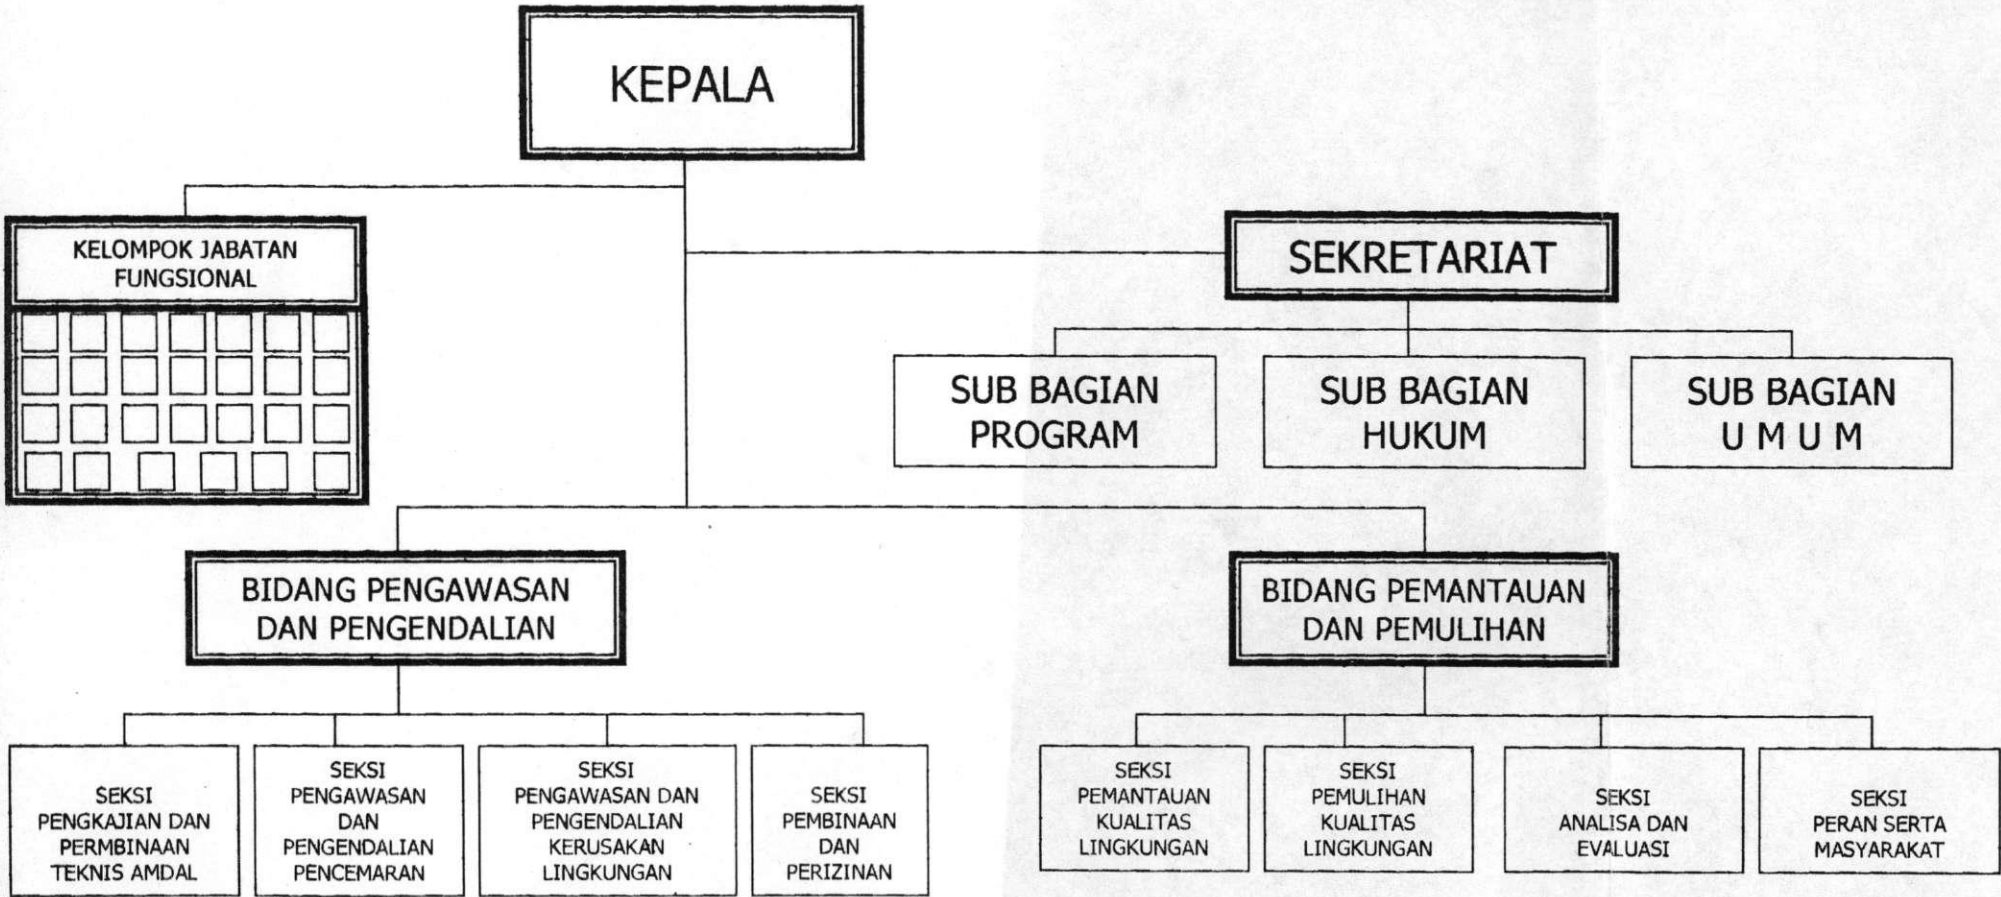 KEPALA
KELOMPOK JABATAN
FUNGSIONAL
SEKRETARIAT
SUB BAGIAN
PROGRAM
SUB BAGIAN
HUKUM
SUB BAGIAN
U M U M
BIDANG PENGAWASAN
DAN PENGENDALIAN
BIDANG PEMANTAUAN
DAN PEMULIHAN
SEKSI
PENGKAJIAN DAN
PERMBINAAN
TEKNIS AMDAL
SEKSI
PENGAWASAN
DAN
PENGENDALIAN
PENCEMARAN
SEKSI
PENGAWASAN DAN
PENGENDALIAN
KERUSAKAN
LINGKUNGAN
SEKSI
PEMBINAAN
DAN
PERIZINAN
SEKSI
PEMANTAUAN
KUALITAS
LINGKUNGAN
SEKSI
PEMULIHAN
KUALITAS
LINGKUNGAN
SEKSI
ANALISA DAN
EVALUASI
SEKSI
PERAN SERTA
MASYARAKAT